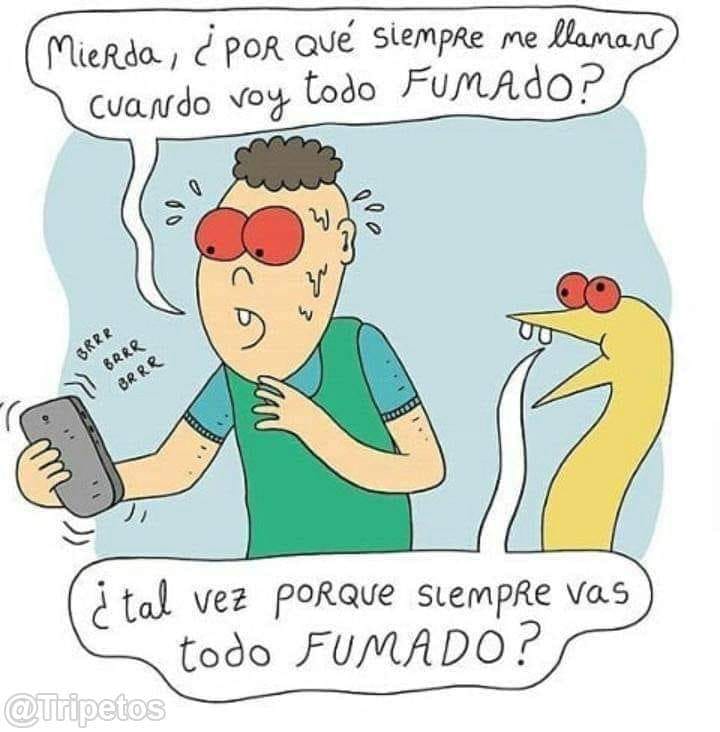 Mierda, ¿por qué siempre me llaman
cuando voy todo FUMADO?
BRRR
BRRR
BRRR
¿tal vez porque siempre vas
todo FUMADO?
@Tripetos